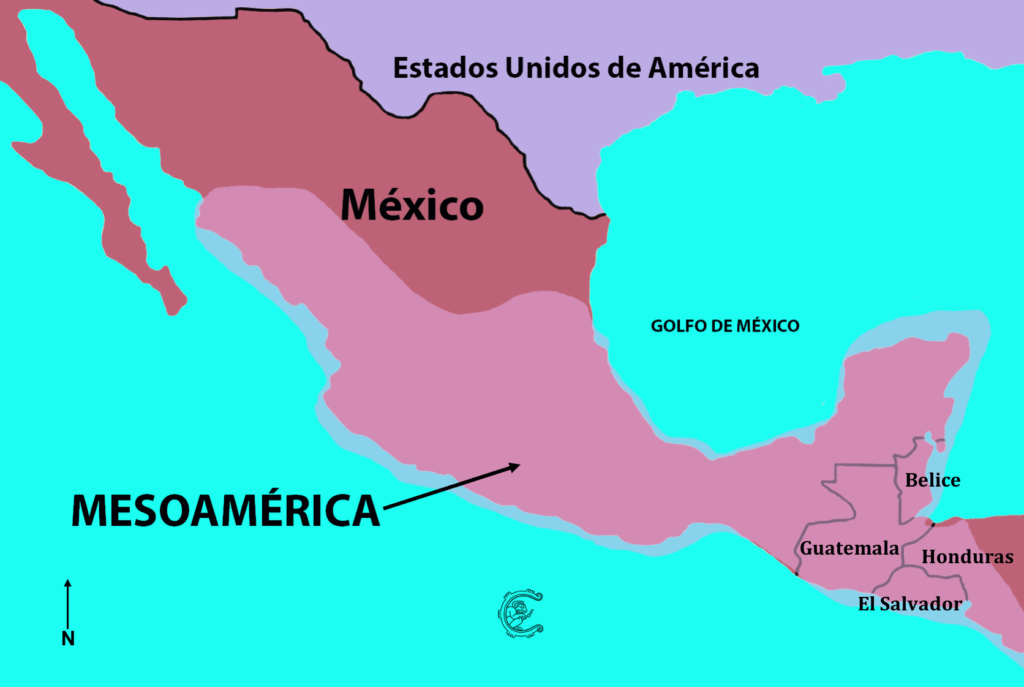 Estados Unidos de América
México
GOLFO DE MÉXICO
Belice
MESOAMÉRICA
Guatemala
Honduras
El Salvador
N